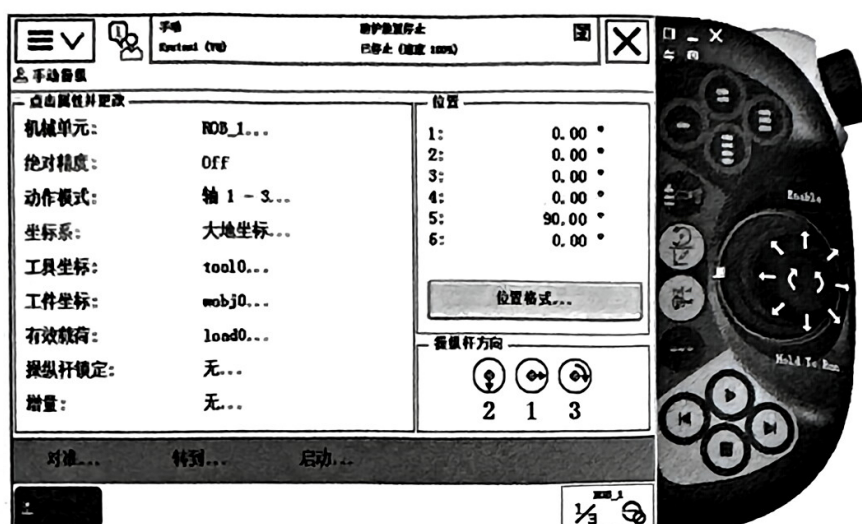 手动
防护装置停止
已停止 (速度 100%)
手动操纵
点击属性并更改
机械单元: ROB_1...
绝对精度: Off
动作模式: 轴 1 - 3...
坐标系: 大地坐标...
工具坐标: tool0...
工件坐标: wobj0...
有效载荷: load0...
操纵杆锁定: 无...
增量: 无...
位置
1: 0.00 °
2: 0.00 °
3: 0.00 °
4: 0.00 °
5: 90.00 °
6: 0.00 °
位置格式...
操纵杆方向
2 1 3
对准... 转到... 启动...
ROB_1
1/3
Enable
Hold To Run